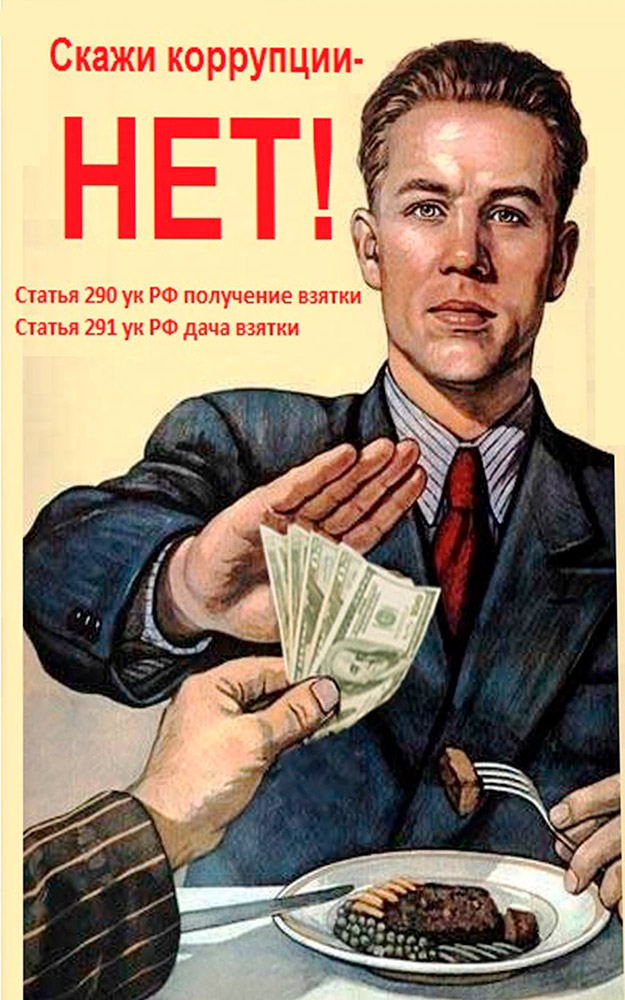 Скажи коррупции-
НЕТ!
Статья 290 ук РФ получение взятки
Статья 291 ук РФ дача взятки